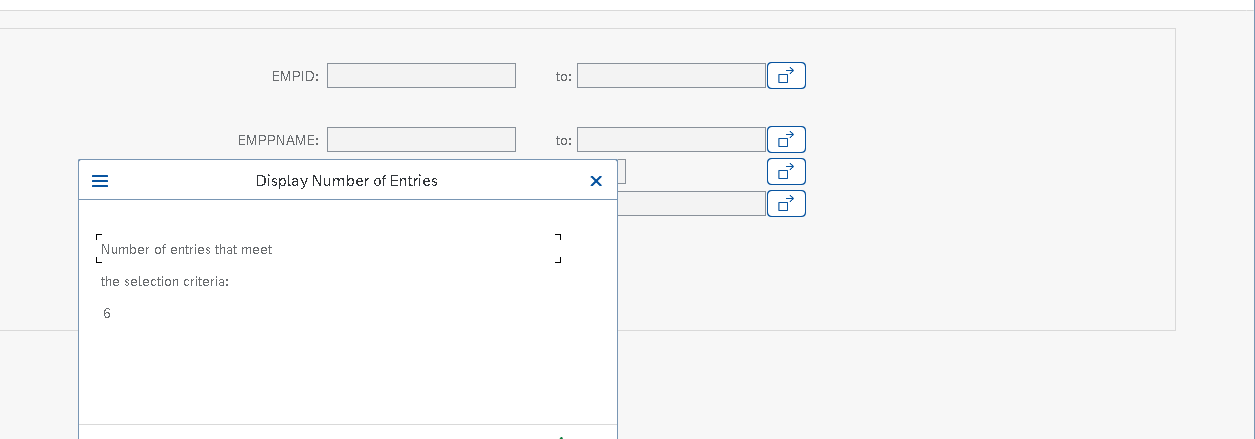 EMPID: to:
EMPPNAME: to:
Display Number of Entries
Number of entries that meet
the selection criteria:
6